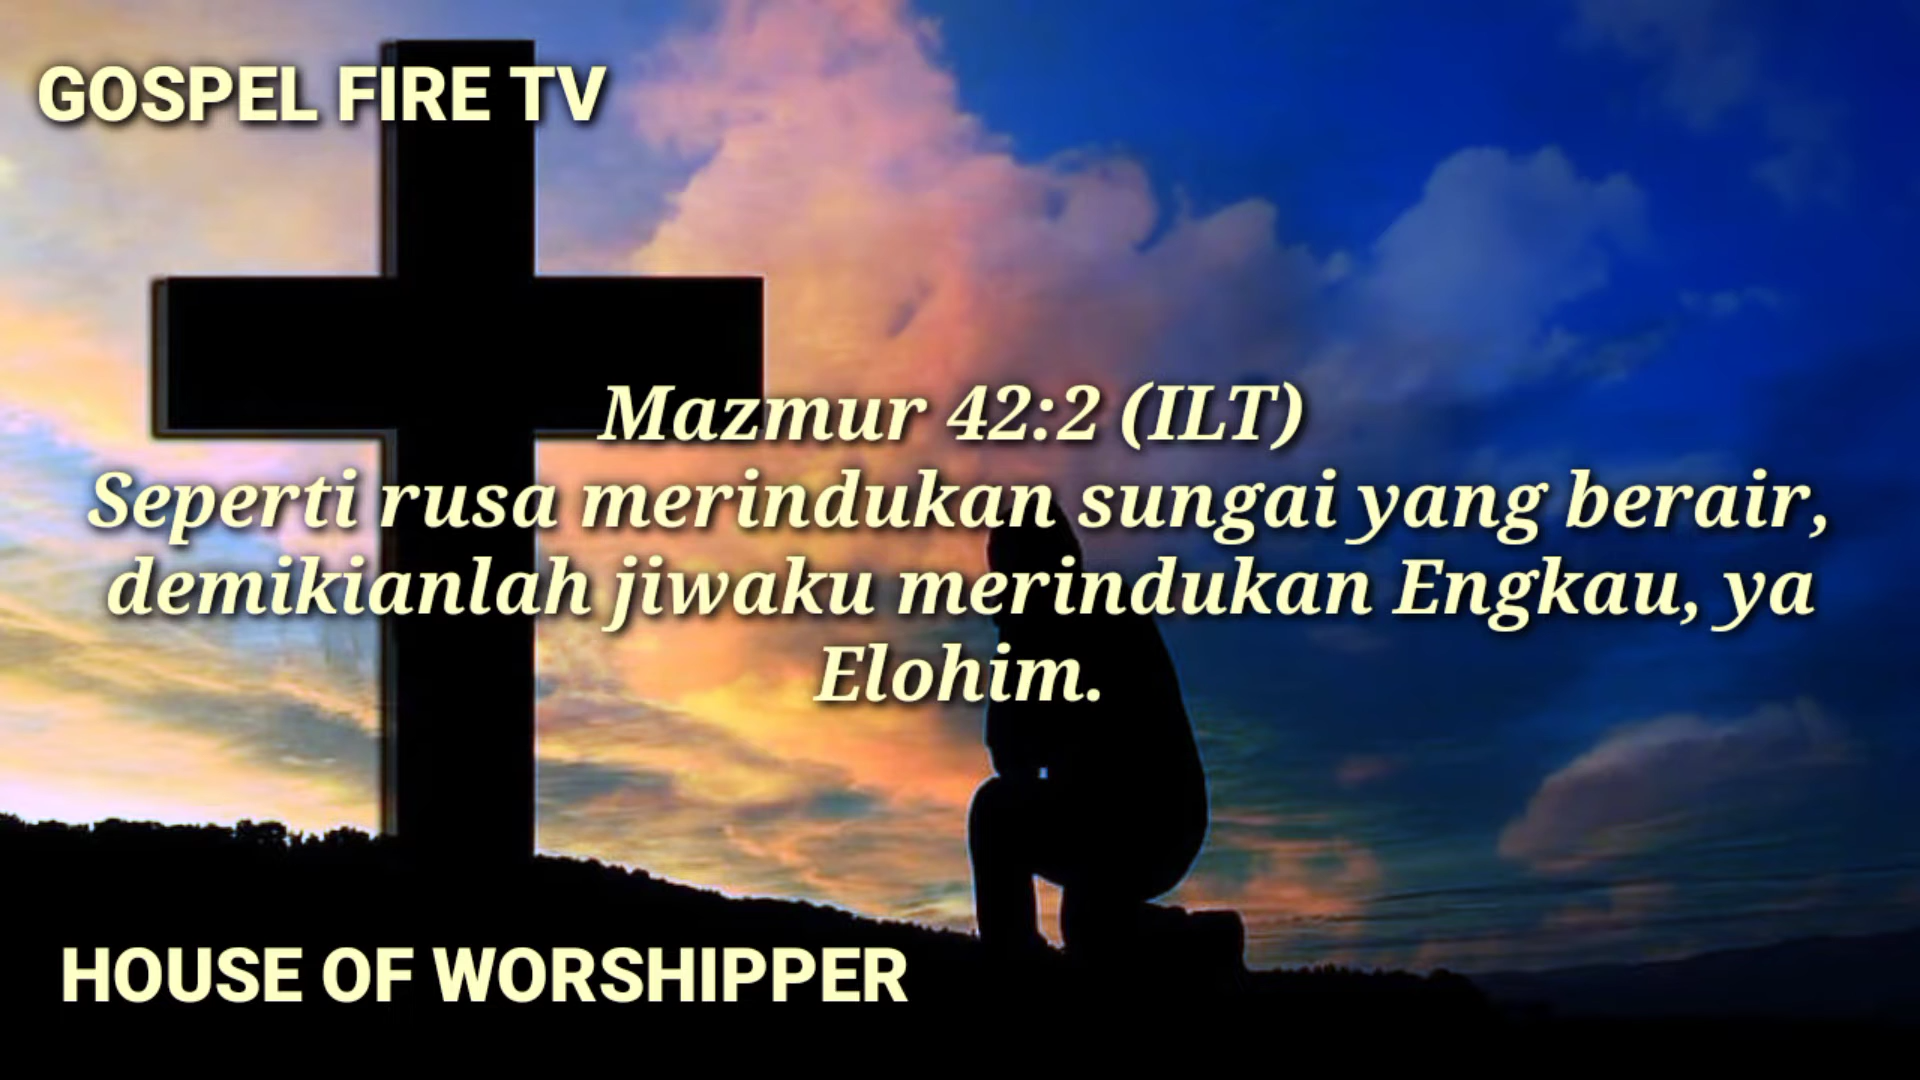 GOSPEL FIRE TV
Mazmur 42:2 (ILT)
Seperti rusa merindukan sungai yang berair,
demikianlah jiwaku merindukan Engkau, ya
Elohim.
HOUSE OF WORSHIPPER